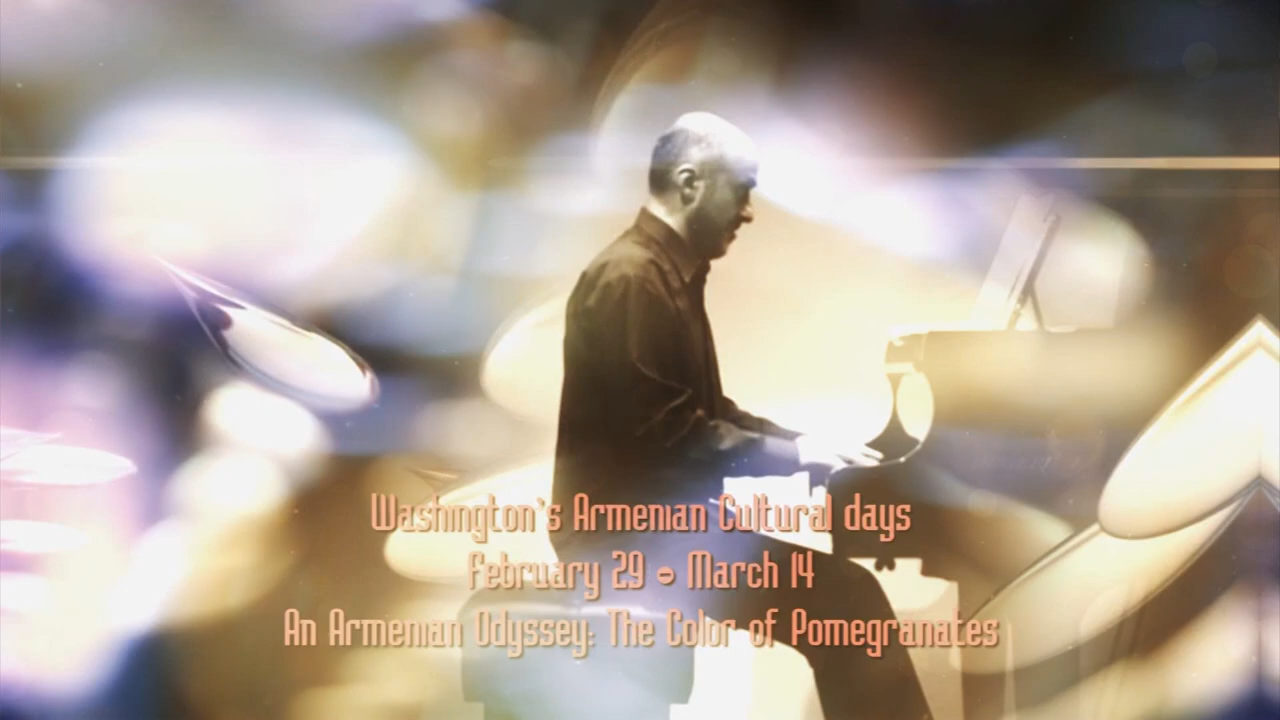 Washington's Armenian Cultural days
February 29 • March 14
An Armenian Odyssey: The Color of Pomegranates